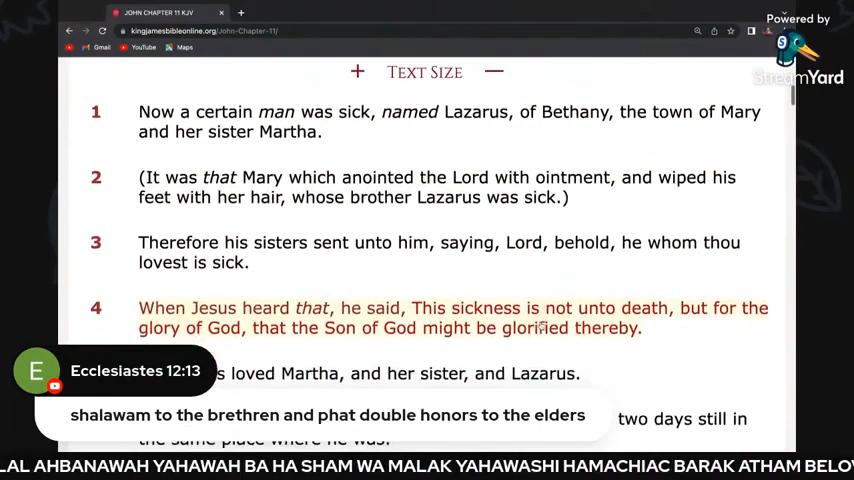 JOHN CHAPTER 11 KJV
Powered by
kingjamesbibleonline.org/John-Chapter-11/
Gmail YouTube Maps
StreamYard
+ TEXT SIZE —
1 Now a certain man was sick, named Lazarus, of Bethany, the town of Mary
and her sister Martha.
2 (It was that Mary which anointed the Lord with ointment, and wiped his
feet with her hair, whose brother Lazarus was sick.)
3 Therefore his sisters sent unto him, saying, Lord, behold, he whom thou
lovest is sick.
4 When Jesus heard that, he said, This sickness is not unto death, but for the
glory of God, that the Son of God might be glorified thereby.
E Ecclesiastes 12:13
loved Martha, and her sister, and Lazarus.
shalawam to the brethren and phat double honors to the elders
two days still in
the same place where he was.
LAL AHBANAWAH YAHAWAH BA HA SHAM WA MALAK YAHAWASHI HAMACHIAC BARAK ATHAM BELO